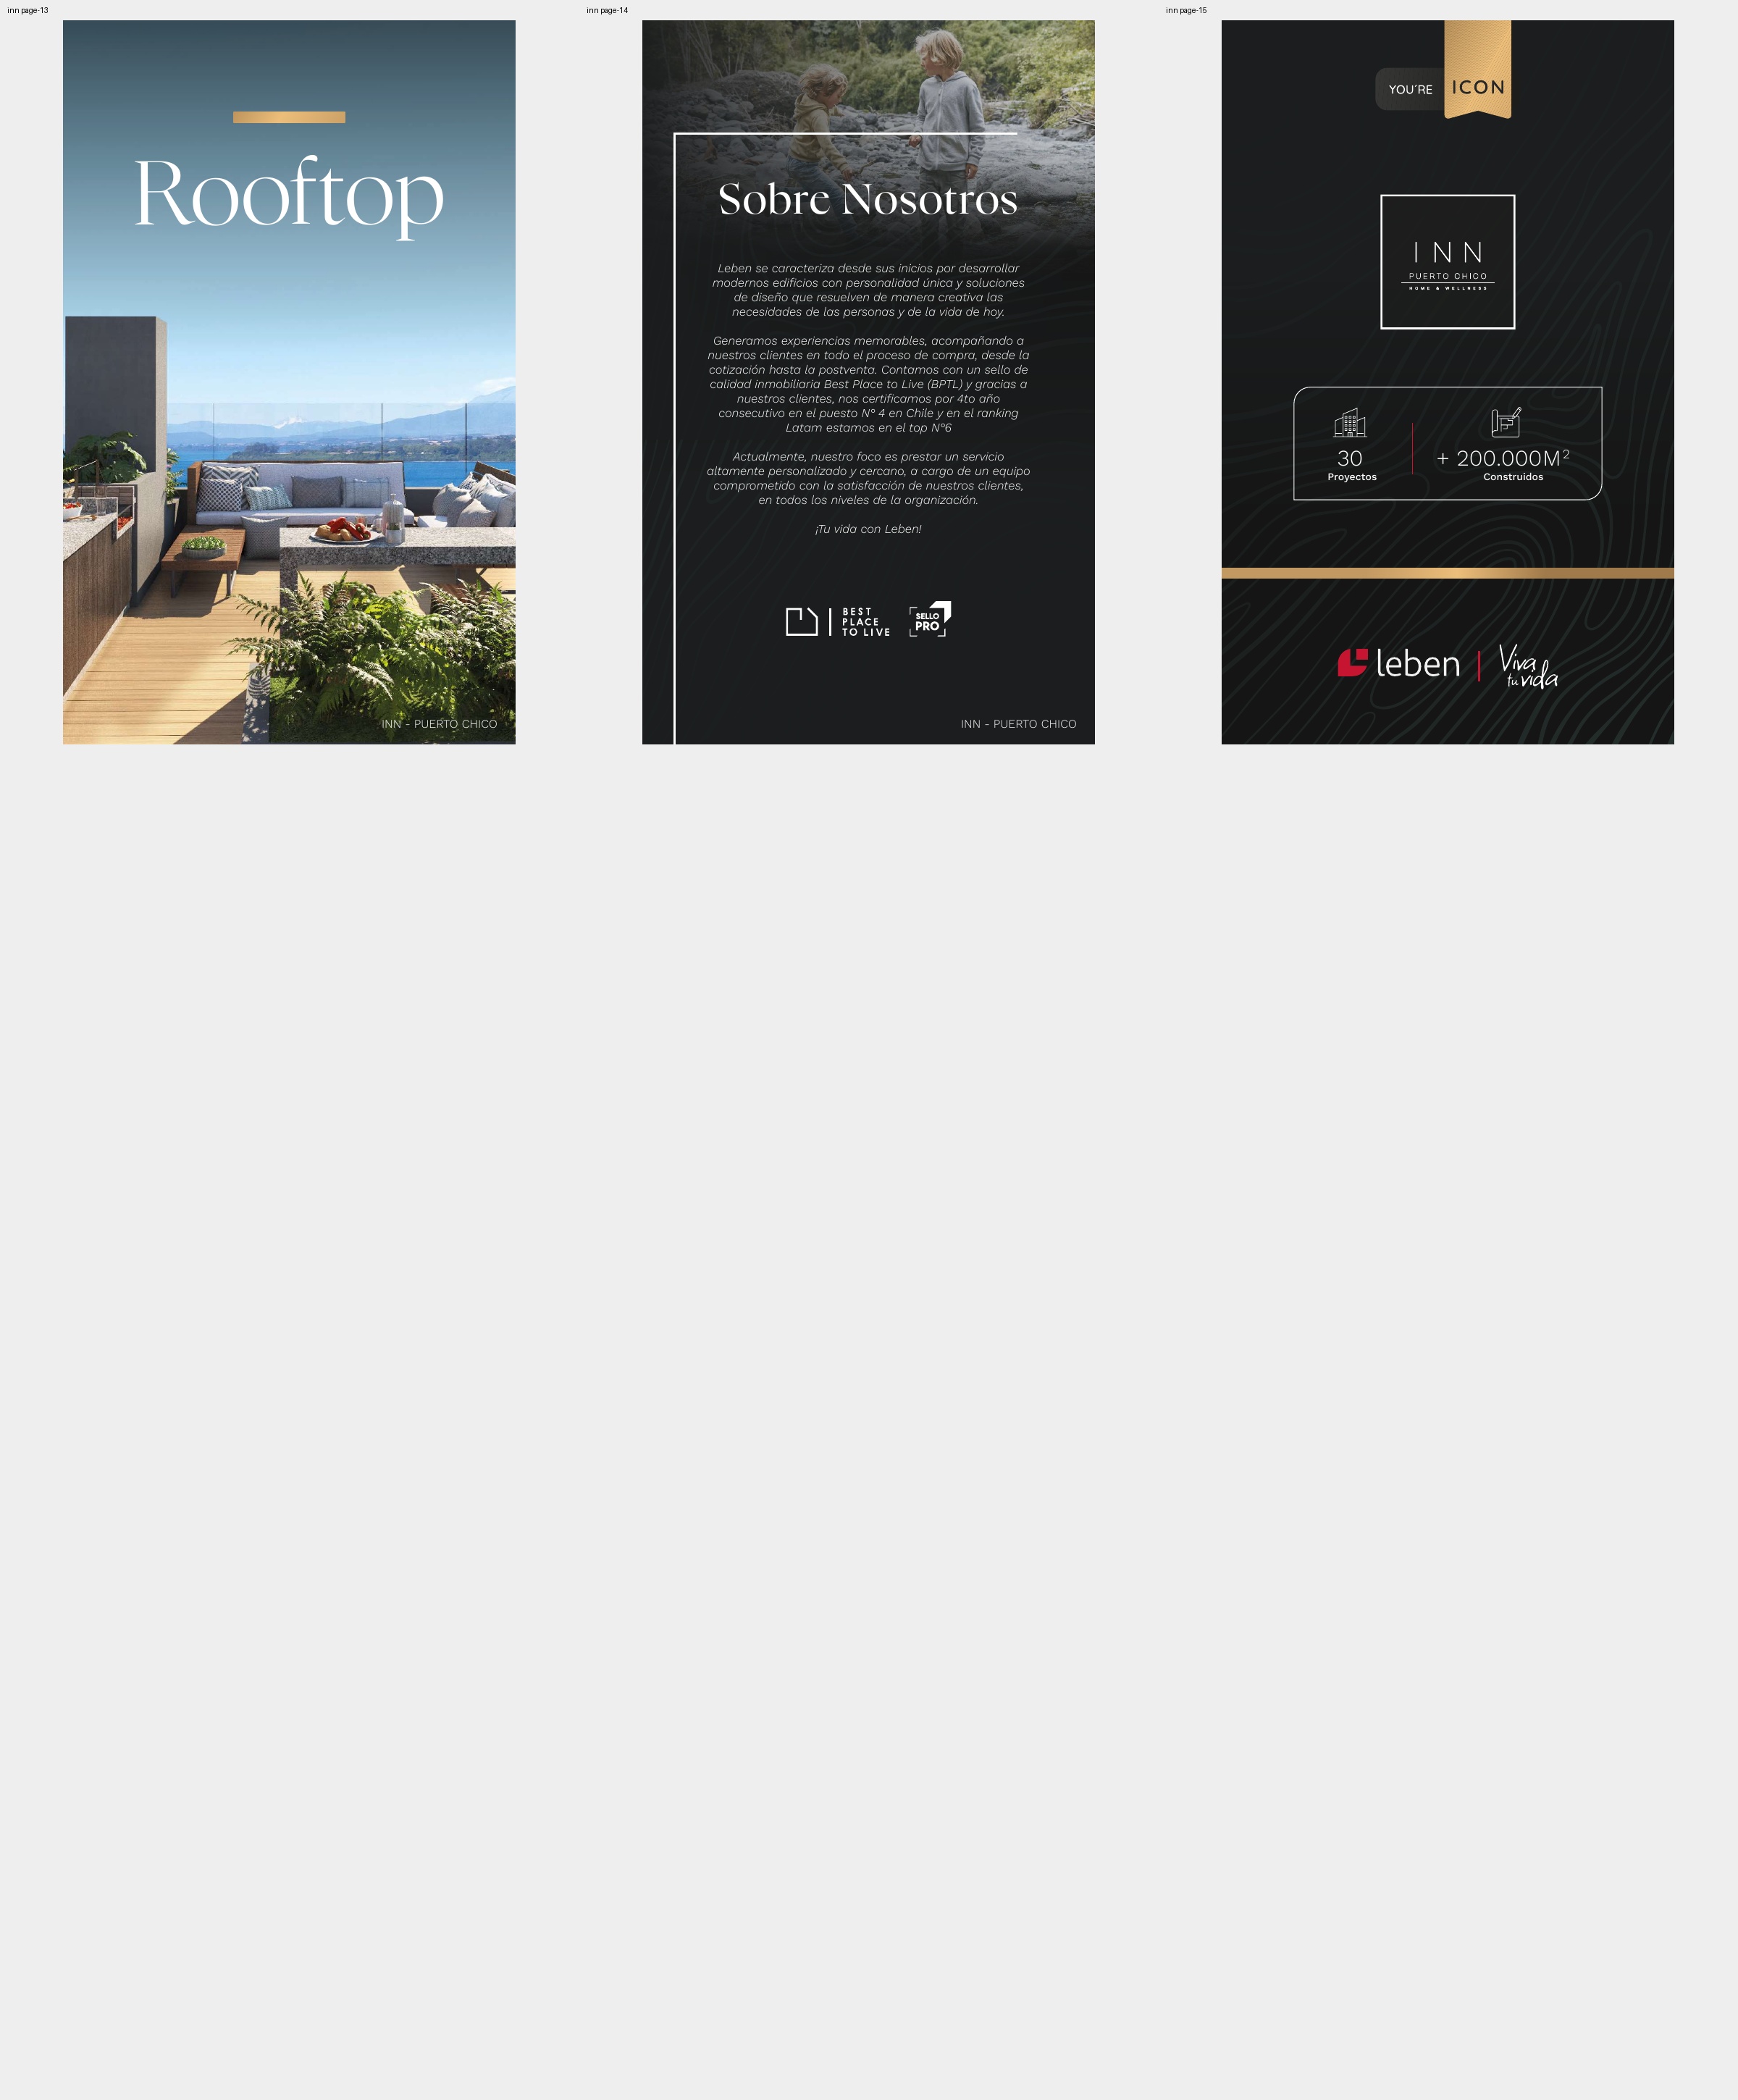 inn page-13
Rooftop
INN - PUERTO CHICO
inn page-14
Sobre Nosotros
Leben se caracteriza desde sus inicios por desarrollar
modernos edificios con personalidad única y soluciones
de diseño que resuelven de manera creativa las
necesidades de las personas y de la vida de hoy.
Generamos experiencias memorables, acompañando a
nuestros clientes en todo el proceso de compra, desde la
cotización hasta la postventa. Contamos con un sello de
calidad inmobiliaria Best Place to Live (BPTL) y gracias a
nuestros clientes, nos certificamos por 4to año
consecutivo en el puesto N° 4 en Chile y en el ranking
Latam estamos en el top N°6
Actualmente, nuestro foco es prestar un servicio
altamente personalizado y cercano, a cargo de un equipo
comprometido con la satisfacción de nuestros clientes,
en todos los niveles de la organización.
¡Tu vida con Leben!
BEST
PLACE
TO LIVE
SELLO
PRO
INN - PUERTO CHICO
inn page-15
YOU´RE ICON
INN
PUERTO CHICO
HOME & WELLNESS
30
Proyectos
+ 200.000M²
Construidos
leben
Viva
tu vida